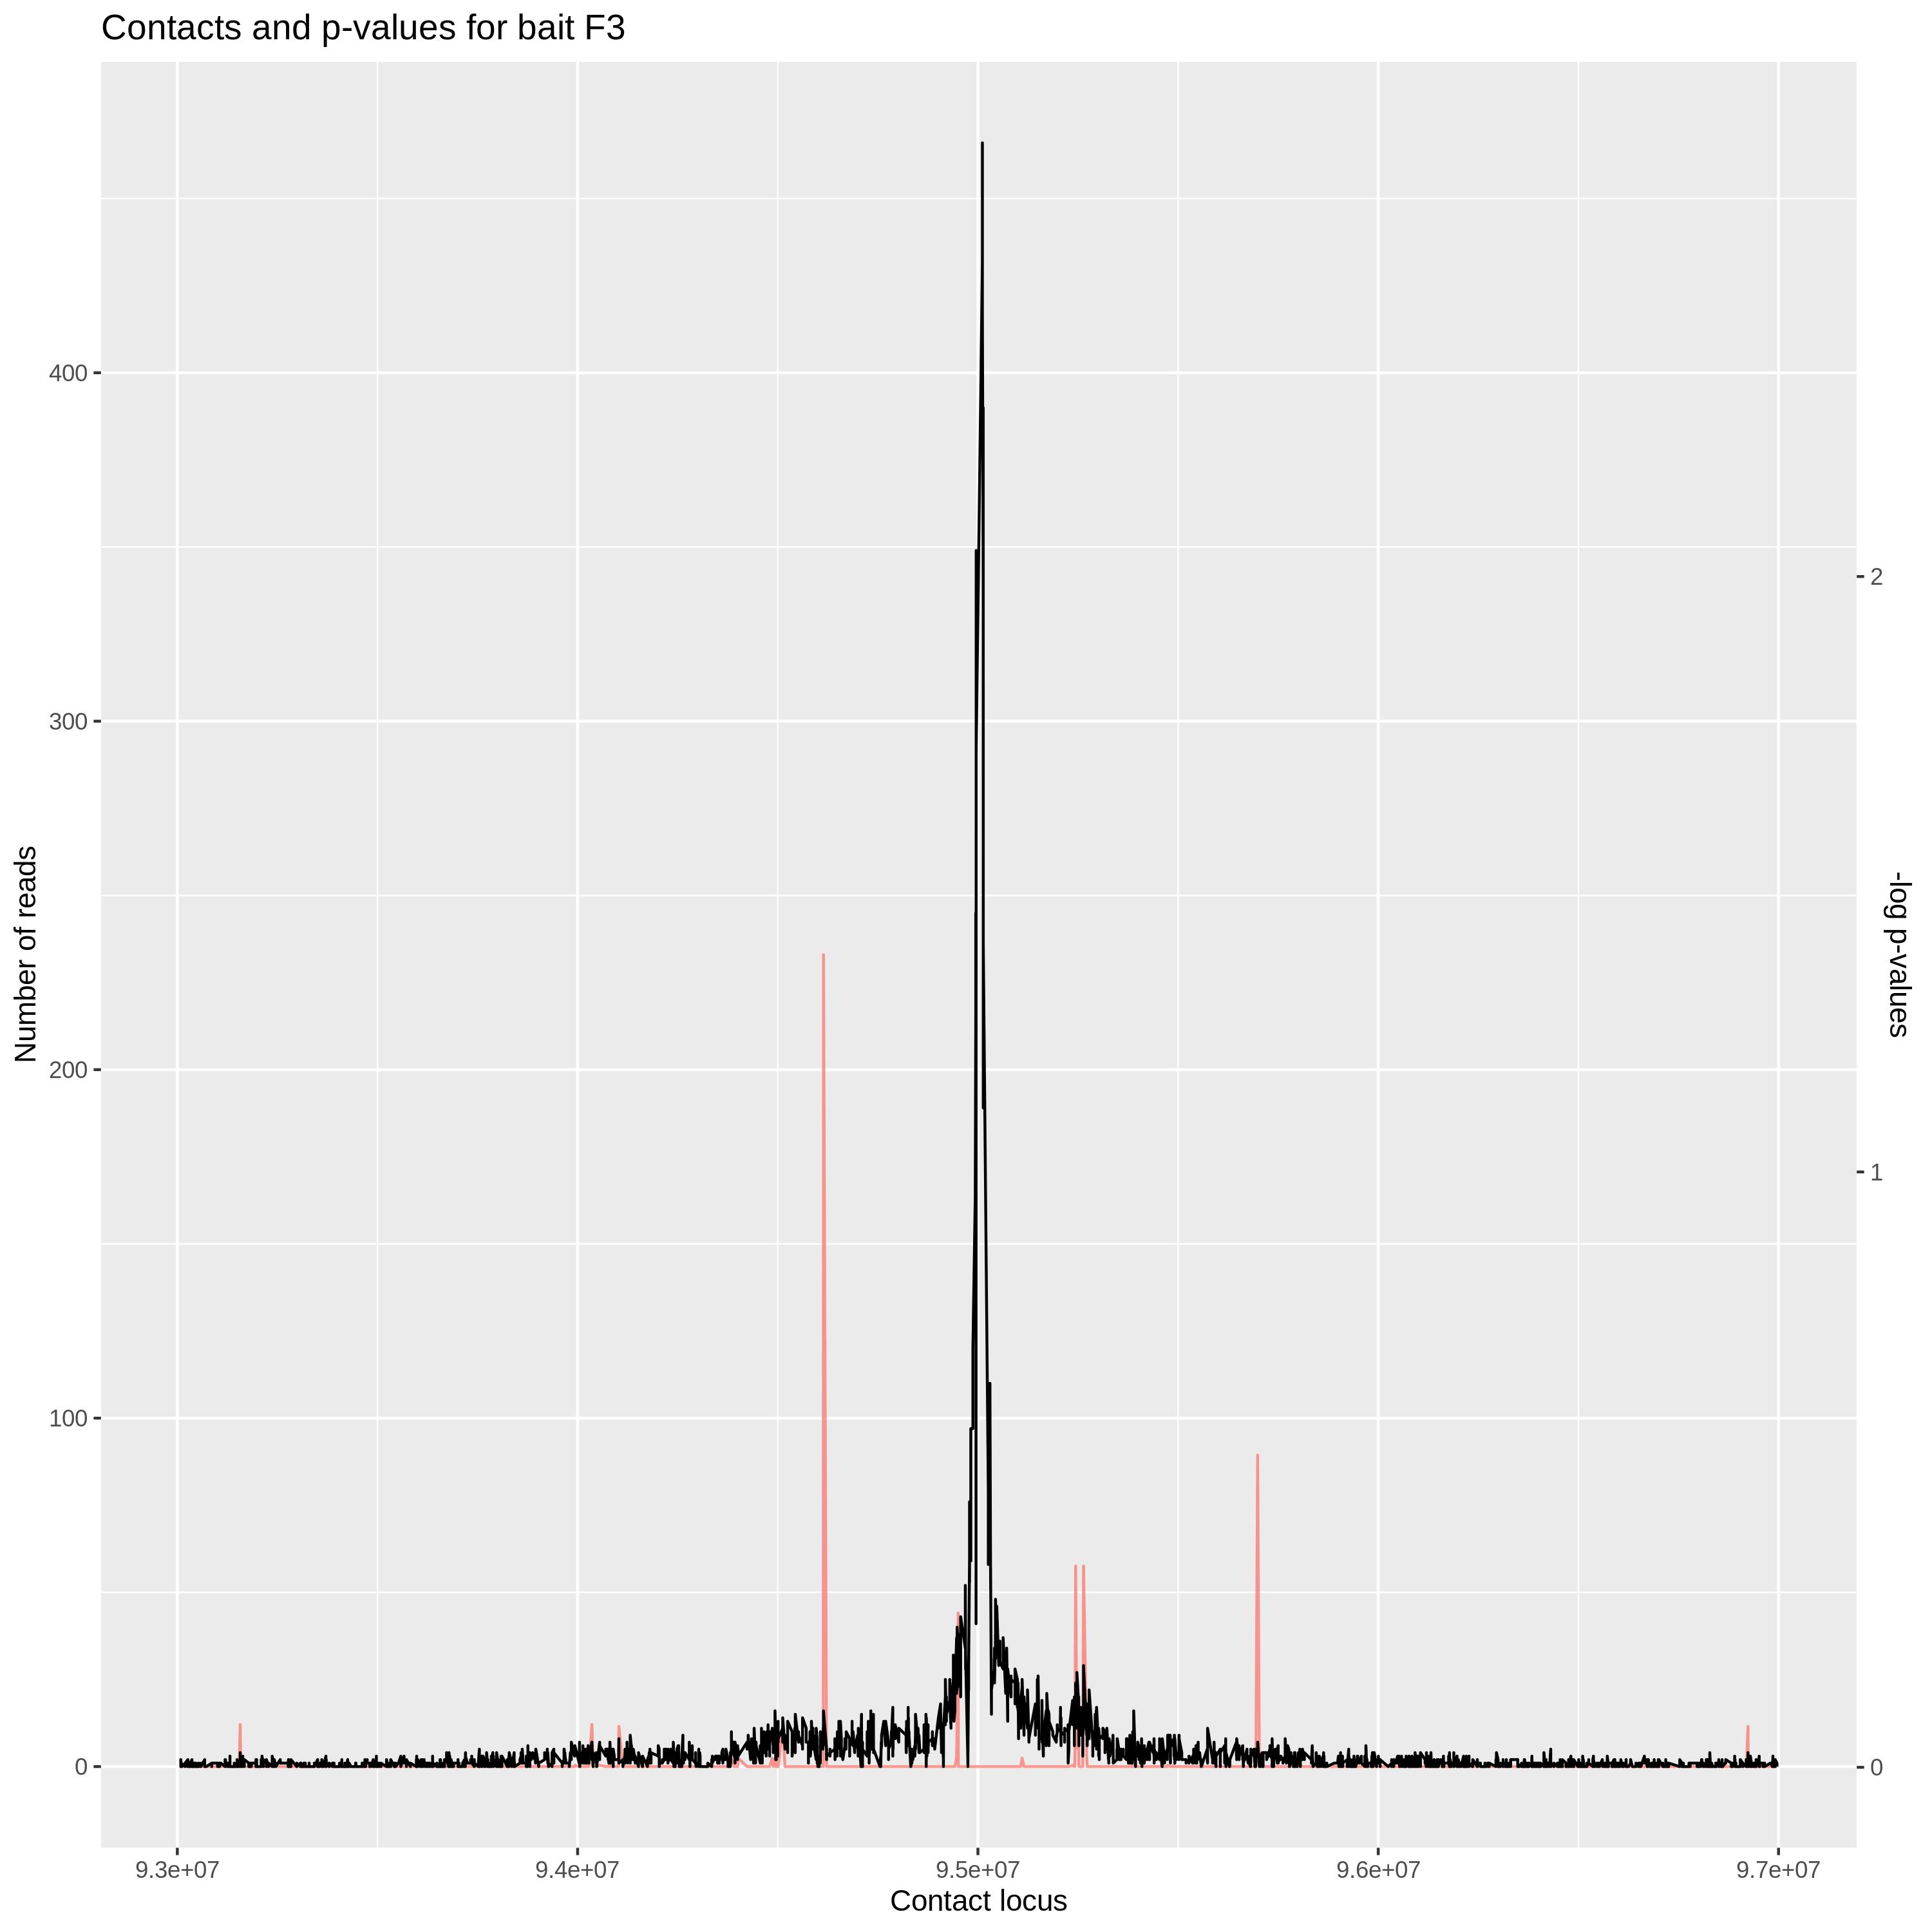 Contacts and p-values for bait F3
Number of reads
400
300
200
100
0
2
1
0
-log p-values
9.3e+07 9.4e+07 9.5e+07 9.6e+07 9.7e+07
Contact locus